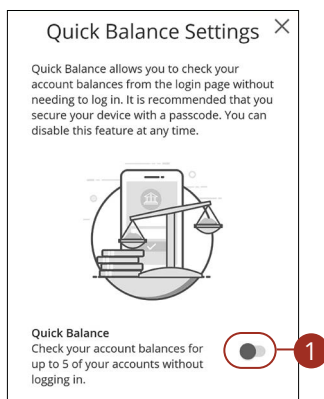 Quick Balance Settings
Quick Balance allows you to check your
account balances from the login page without
needing to log in. It is recommended that you
secure your device with a passcode. You can
disable this feature at any time.
Quick Balance
Check your account balances for
up to 5 of your accounts without
logging in.
1